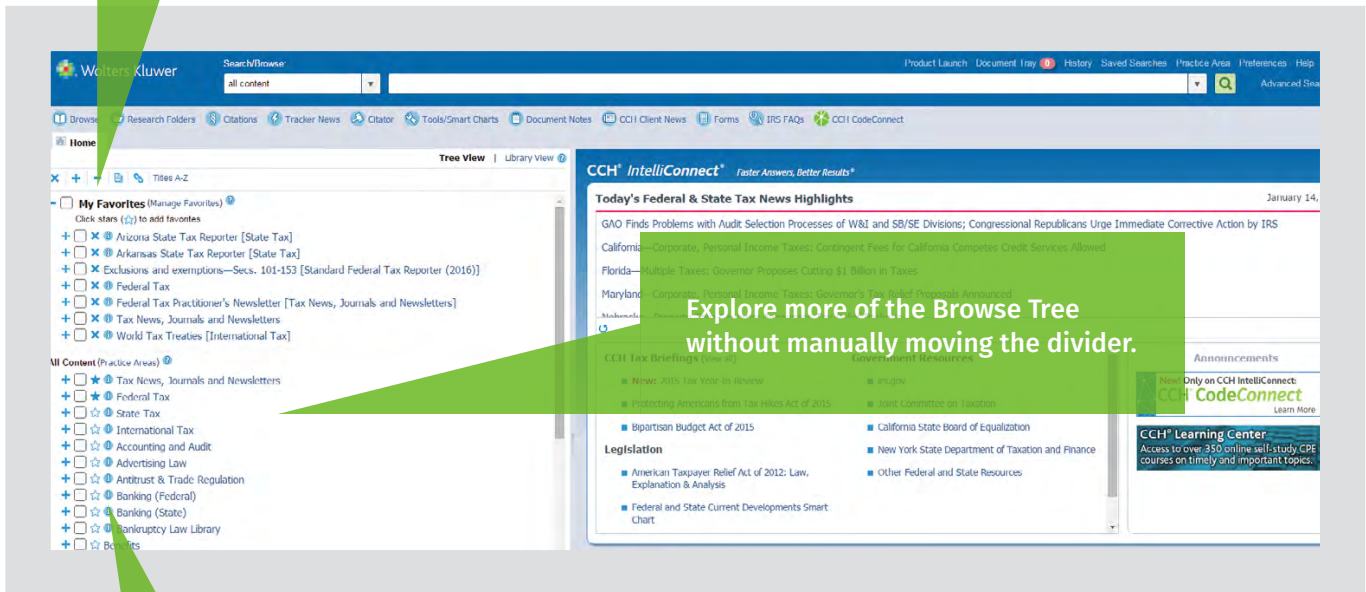 Wolters Kluwer
Search/Browse:
all content
Product Launch Document Tray 0 History Saved Searches Practice Area Preferences Help
Advanced Sea
Browse Research Folders Citations Tracker News Citator Tools/Smart Charts Document Notes CCH Client News Forms IRS FAQs CCH CodeConnect
Home
Tree View | Library View
Titles A-Z
My Favorites (Manage Favorites)
Click stars (☆) to add favorites
Arizona State Tax Reporter [State Tax]
Arkansas State Tax Reporter [State Tax]
Exclusions and exemptions—Secs. 101-153 [Standard Federal Tax Reporter (2016)]
Federal Tax
Federal Tax Practitioner's Newsletter [Tax News, Journals and Newsletters]
Tax News, Journals and Newsletters
World Tax Treaties [International Tax]
All Content (Practice Areas)
Tax News, Journals and Newsletters
Federal Tax
State Tax
International Tax
Accounting and Audit
Advertising Law
Antitrust & Trade Regulation
Banking (Federal)
Banking (State)
Bankruptcy Law Library
Benefits
CCH® IntelliConnect® Faster Answers, Better Results®
Today's Federal & State Tax News Highlights
January 14,
GAO Finds Problems with Audit Selection Processes of W&I and SB/SE Divisions; Congressional Republicans Urge Immediate Corrective Action by IRS
California—Corporate, Personal Income Taxes: Contingent Fees for California Competes Credit Services Allowed
Florida—Multiple Taxes: Governor Proposes Cutting $1 Billion in Taxes
Maryland—Corporate, Personal Income Taxes: Governor's Tax Relief Proposals Announced
Explore more of the Browse Tree
without manually moving the divider.
CCH Tax Briefings (View all)
New: 2015 Tax Year-in-Review
Protecting Americans from Tax Hikes Act of 2015
Bipartisan Budget Act of 2015
Legislation
American Taxpayer Relief Act of 2012: Law,
Explanation & Analysis
Federal and State Current Developments Smart
Chart
Government Resources
irs.gov
Joint Committee on Taxation
California State Board of Equalization
New York State Department of Taxation and Finance
Other Federal and State Resources
Announcements
New! Only on CCH IntelliConnect:
CCH® CodeConnect
Learn More
CCH® Learning Center
Access to over 350 online self-study CPE
courses on timely and important topics.